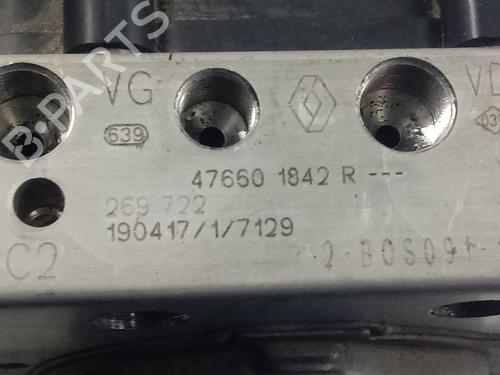 B-PARTS
VG
VD
639
47660 1842 R ---
269 722
190417/1/7129
C2